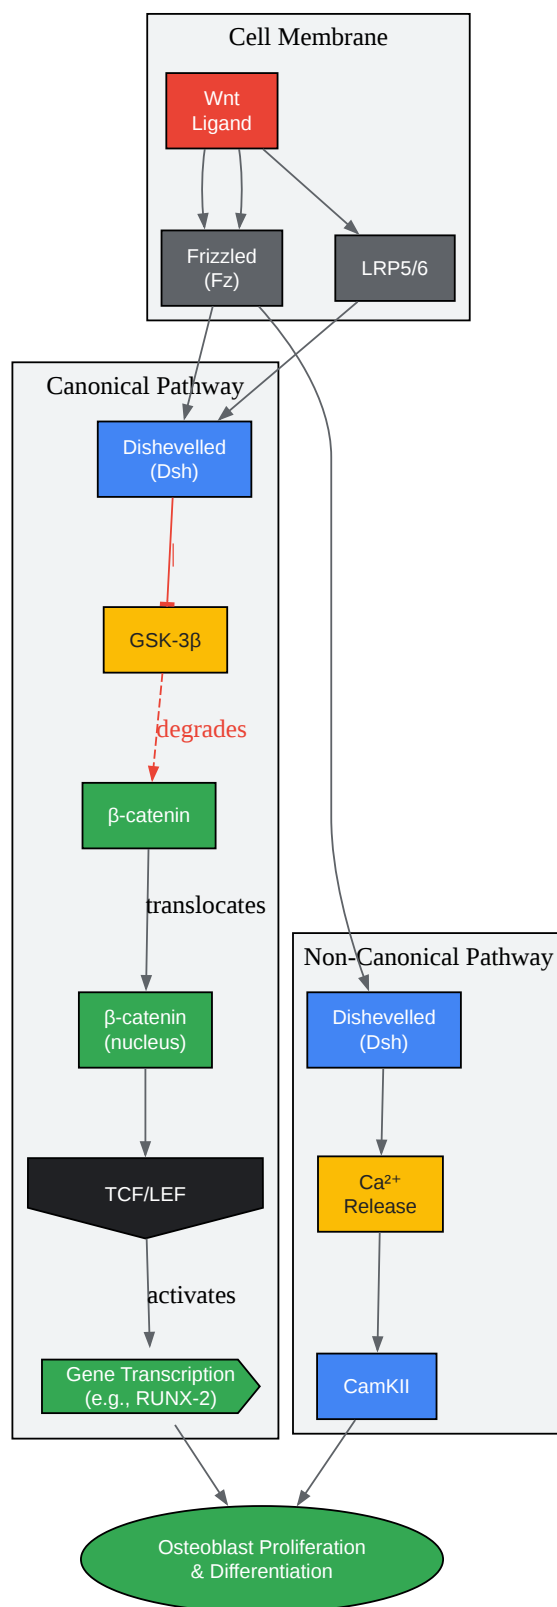 Cell Membrane
Wnt
Ligand
Frizzled
(Fz)
LRP5/6
Canonical Pathway
Dishevelled
(Dsh)
GSK-3β
degrades
β-catenin
translocates
Non-Canonical Pathway
β-catenin
(nucleus)
Dishevelled
(Dsh)
TCF/LEF
Ca²⁺
Release
activates
Gene Transcription
(e.g., RUNX-2)
CamKII
Osteoblast Proliferation
& Differentiation